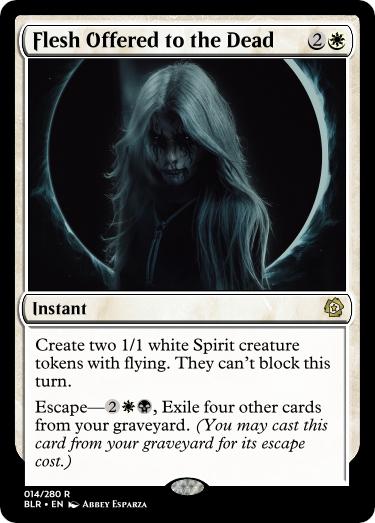 Flesh Offered to the Dead 2
Instant
Create two 1/1 white Spirit creature
tokens with flying. They can't block this
turn.
Escape—2, Exile four other cards
from your graveyard. (You may cast this
card from your graveyard for its escape
cost.)
014/280 R
BLR • EN Abbey Esparza